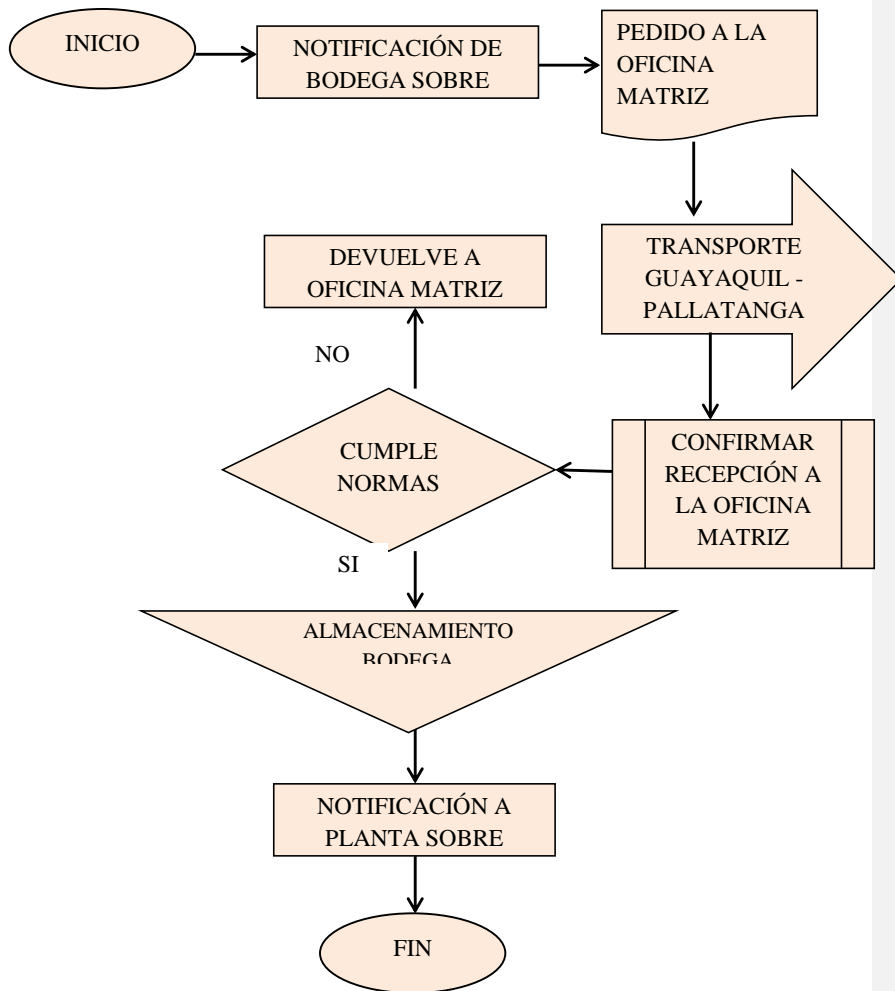 INICIO
NOTIFICACIÓN DE
BODEGA SOBRE
PEDIDO A LA
OFICINA
MATRIZ
TRANSPORTE
GUAYAQUIL -
PALLATANGA
CONFIRMAR
RECEPCIÓN A
LA OFICINA
MATRIZ
CUMPLE
NORMAS
NO
DEVUELVE A
OFICINA MATRIZ
SI
ALMACENAMIENTO
BODEGA
NOTIFICACIÓN A
PLANTA SOBRE
FIN